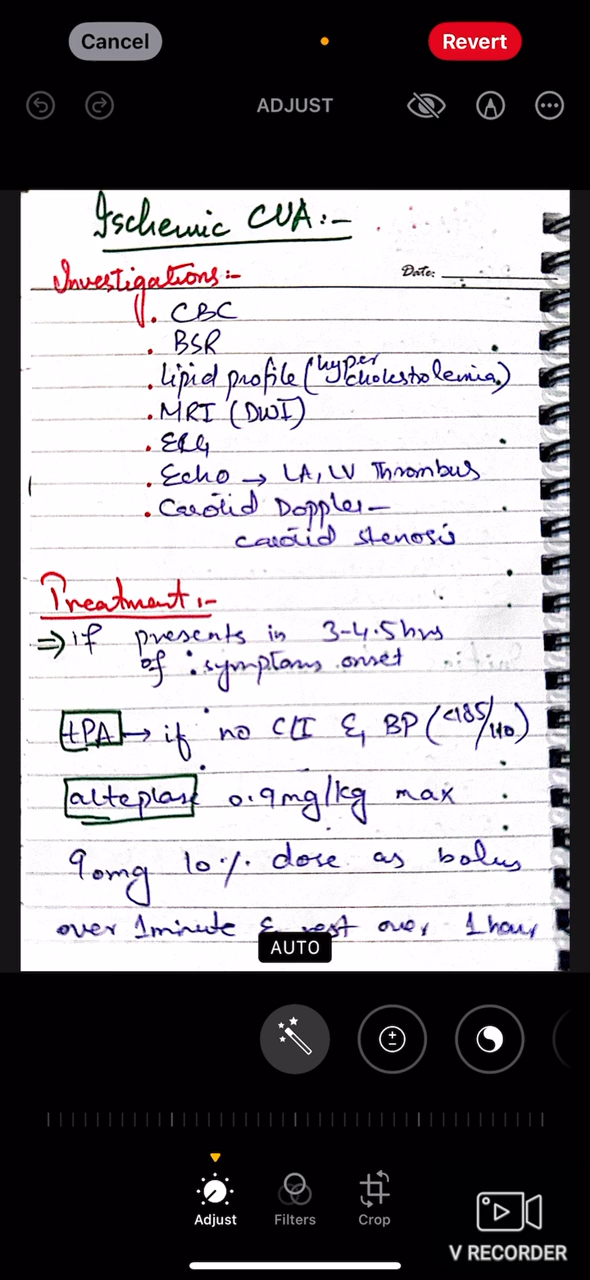 Cancel
Revert
ADJUST
Ischemic CVA:-
Date:
Investigations:-
. CBC
. BSR
. Lipid profile (hyper cholestrolemia)
. MRI (DWI)
. ECG
. Echo → LA, LV Thrombus
. Carotid Doppler -
carotid stenosis
Treatment:-
⇒ if presents in 3-4.5hrs
of symptoms onset
tPA → if no C/I & BP (<185/110)
alteplase 0.9mg/kg max
90mg 10% dose as bolus
over 1minute & rest over 1hour
AUTO
Adjust
Filters
Crop
V RECORDER